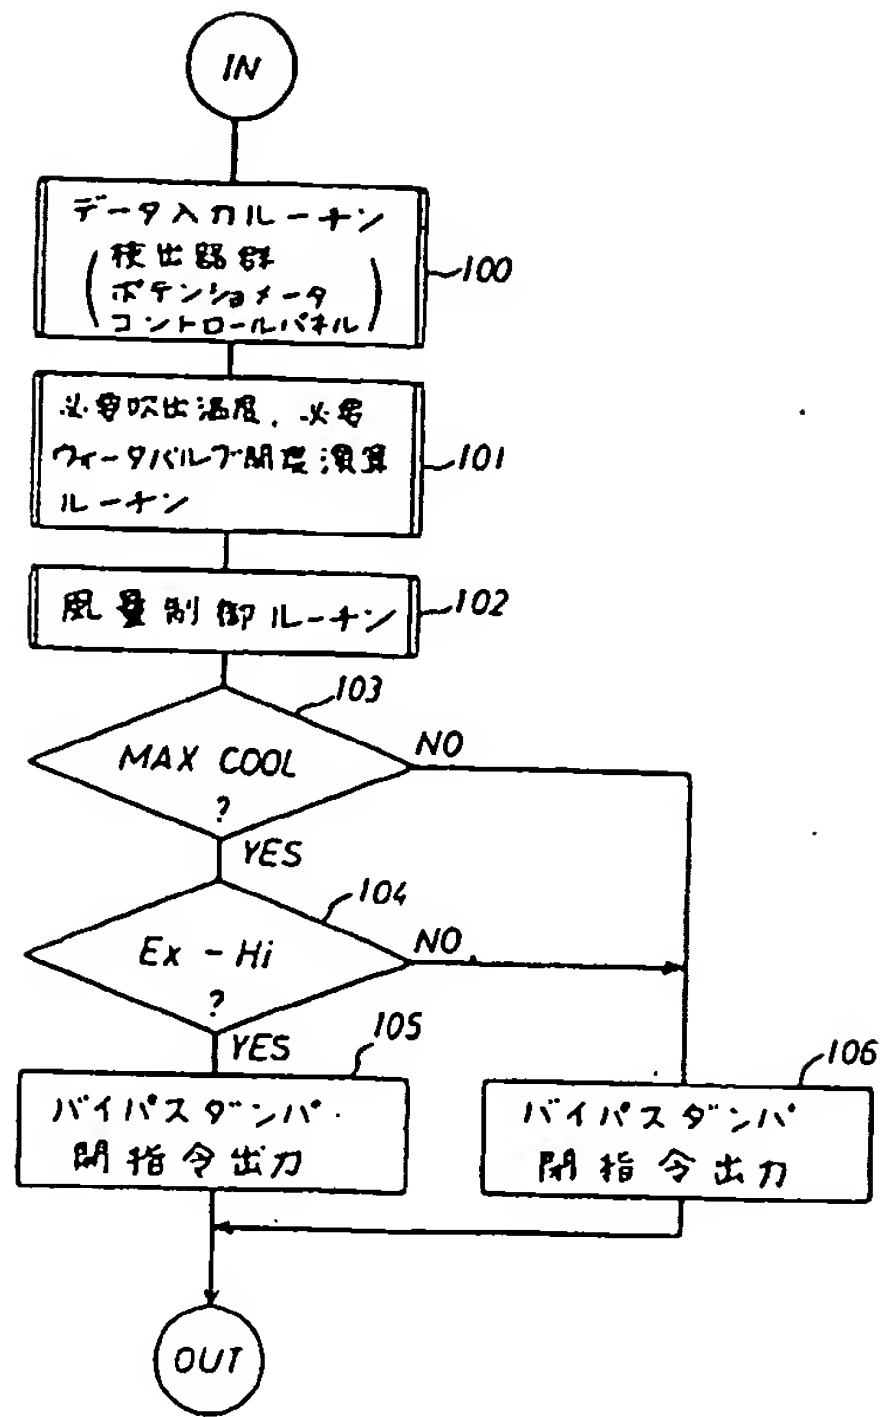 IN
データ入力ルーチン
検出器群
ポテンショメータ
コントロールパネル
100
必要吹出温度、必要
ウォータバルブ開度演算
ルーチン
101
風量制御ルーチン
102
103
MAX COOL
?
NO
YES
104
Ex-Hi
?
NO
YES
105
バイパスダンパ
開指令出力
106
バイパスダンパ
閉指令出力
OUT